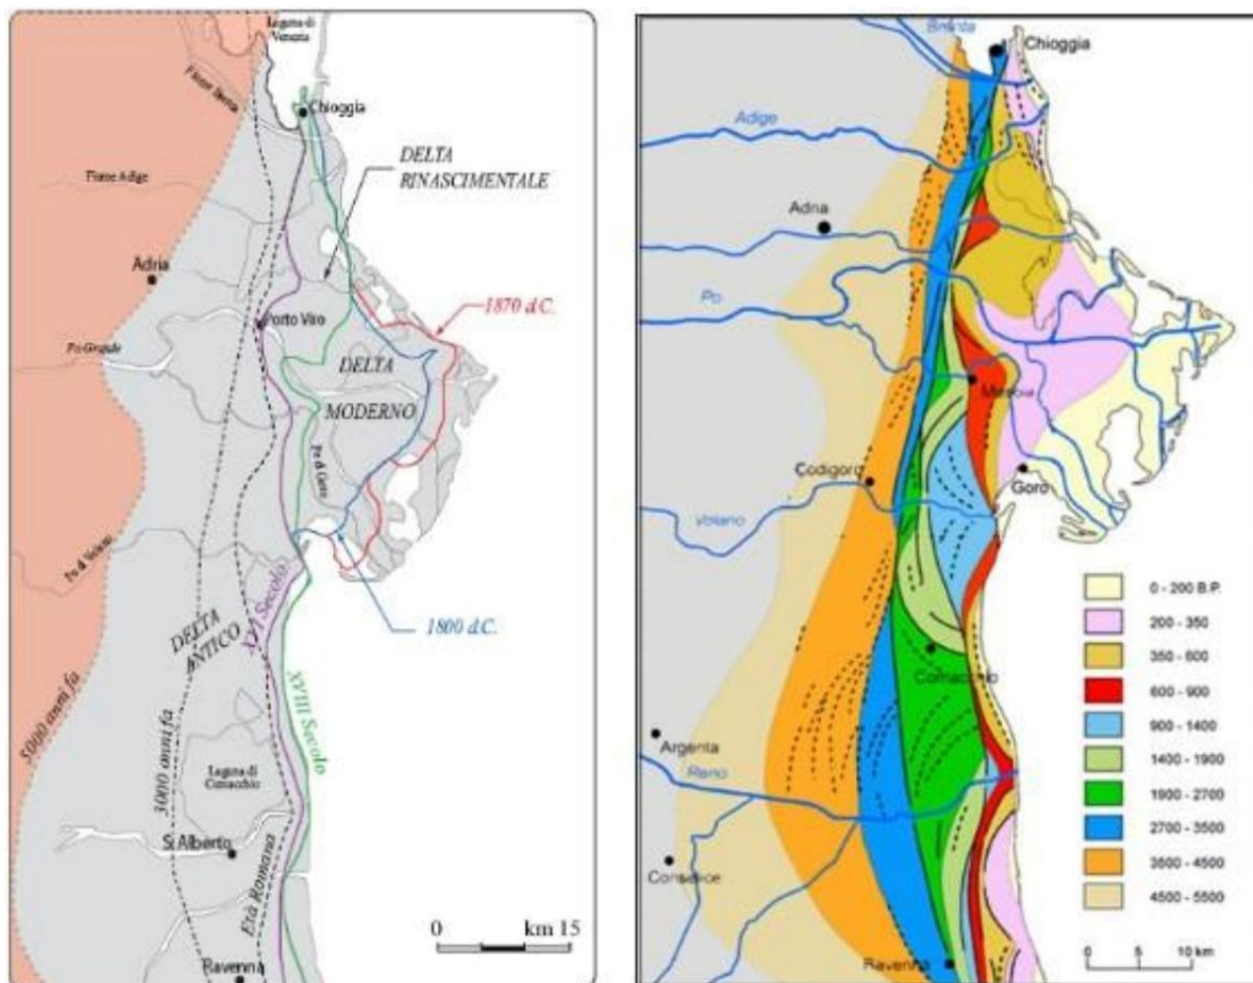 Laguna di
Venezia
Fiume Brenta
Chioggia
DELTA
RINASCIMENTALE
Fiume Adige
Adria
1870 d.C.
Porto Viro
Po Grande
DELTA
MODERNO
Po di Goro
Po di Volano
1800 d.C.
DELTA
ANTICO
XVI Secolo
XVIII Secolo
5000 anni fa
3000 anni fa
Laguna di
Comacchio
S. Alberto
Età Romana
Ravenna
0 km 15
Brenta
Chioggia
Adige
Adria
Po
Mesola
Codigoro
Goro
Volano
Comacchio
Argenta
Reno
Conselice
Ravenna
0 - 200 B.P.
200 - 350
350 - 600
600 - 900
900 - 1400
1400 - 1900
1900 - 2700
2700 - 3500
3500 - 4500
4500 - 5500
0 5 10 km